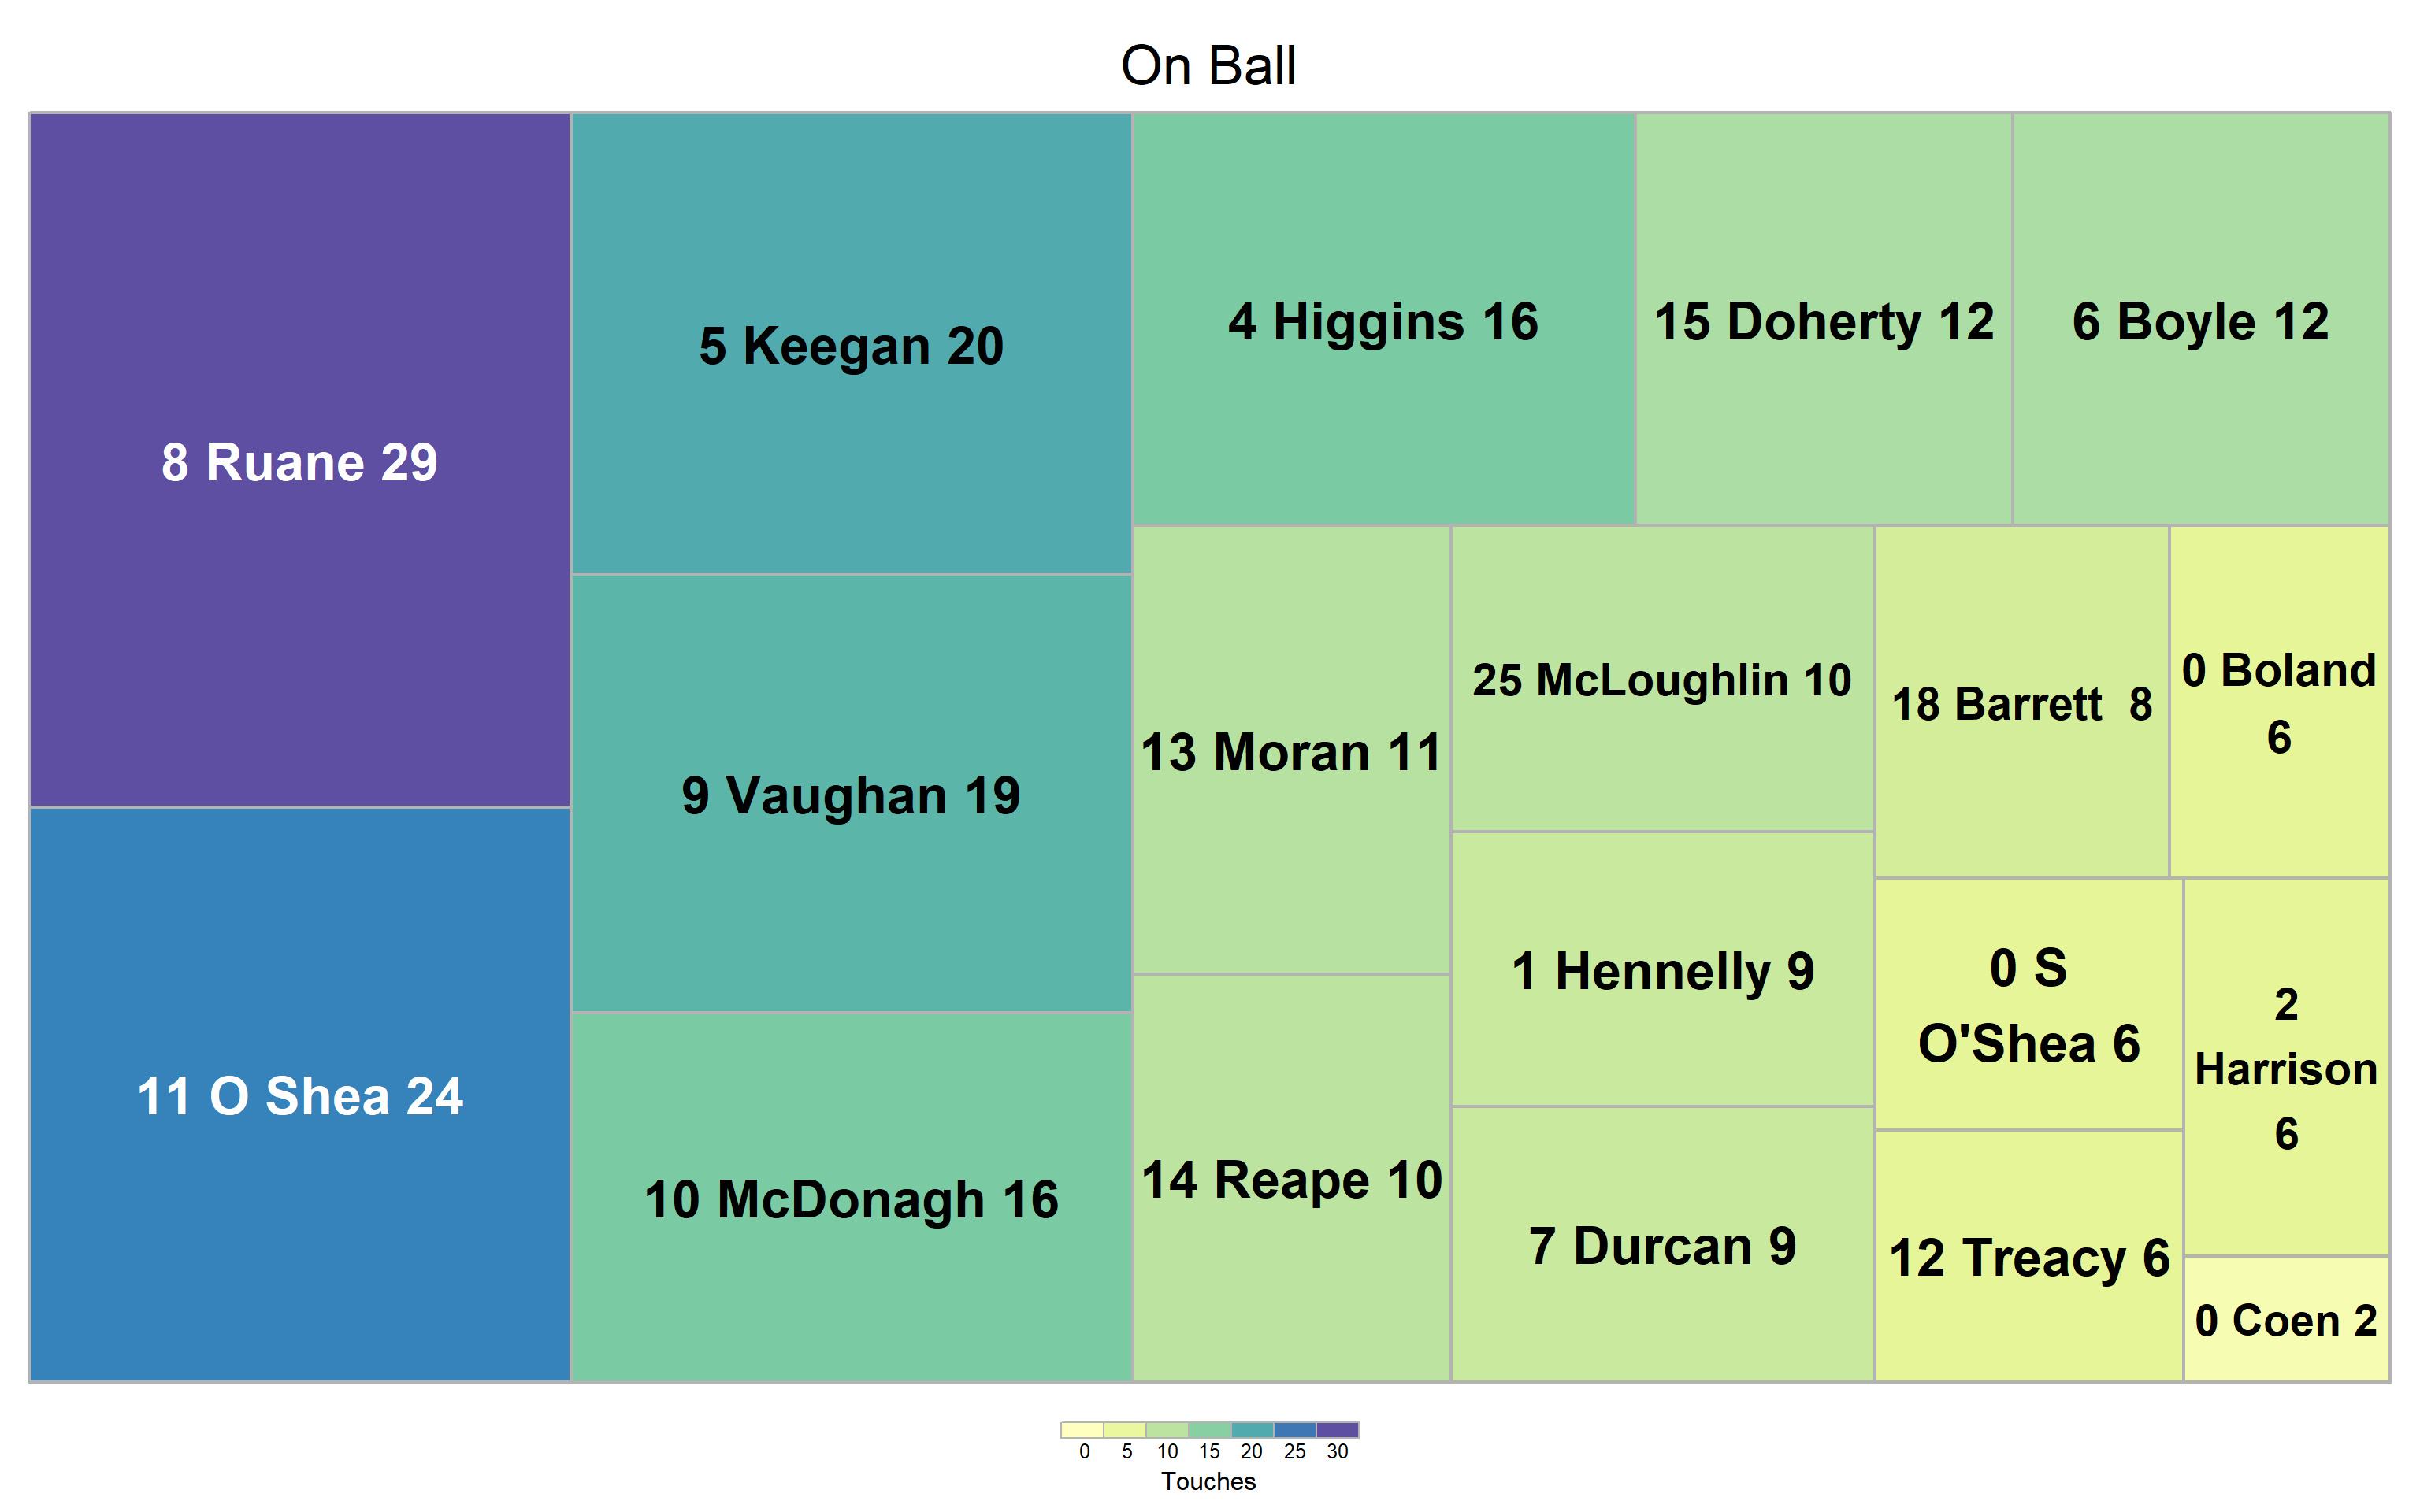 On Ball
8 Ruane 29
11 O Shea 24
5 Keegan 20
9 Vaughan 19
10 McDonagh 16
4 Higgins 16
15 Doherty 12
6 Boyle 12
13 Moran 11
14 Reape 10
25 McLoughlin 10
1 Hennelly 9
7 Durcan 9
18 Barrett  8
0 Boland
6
0 S
O'Shea 6
12 Treacy 6
2
Harrison
6
0 Coen 2
0 5 10 15 20 25 30
Touches